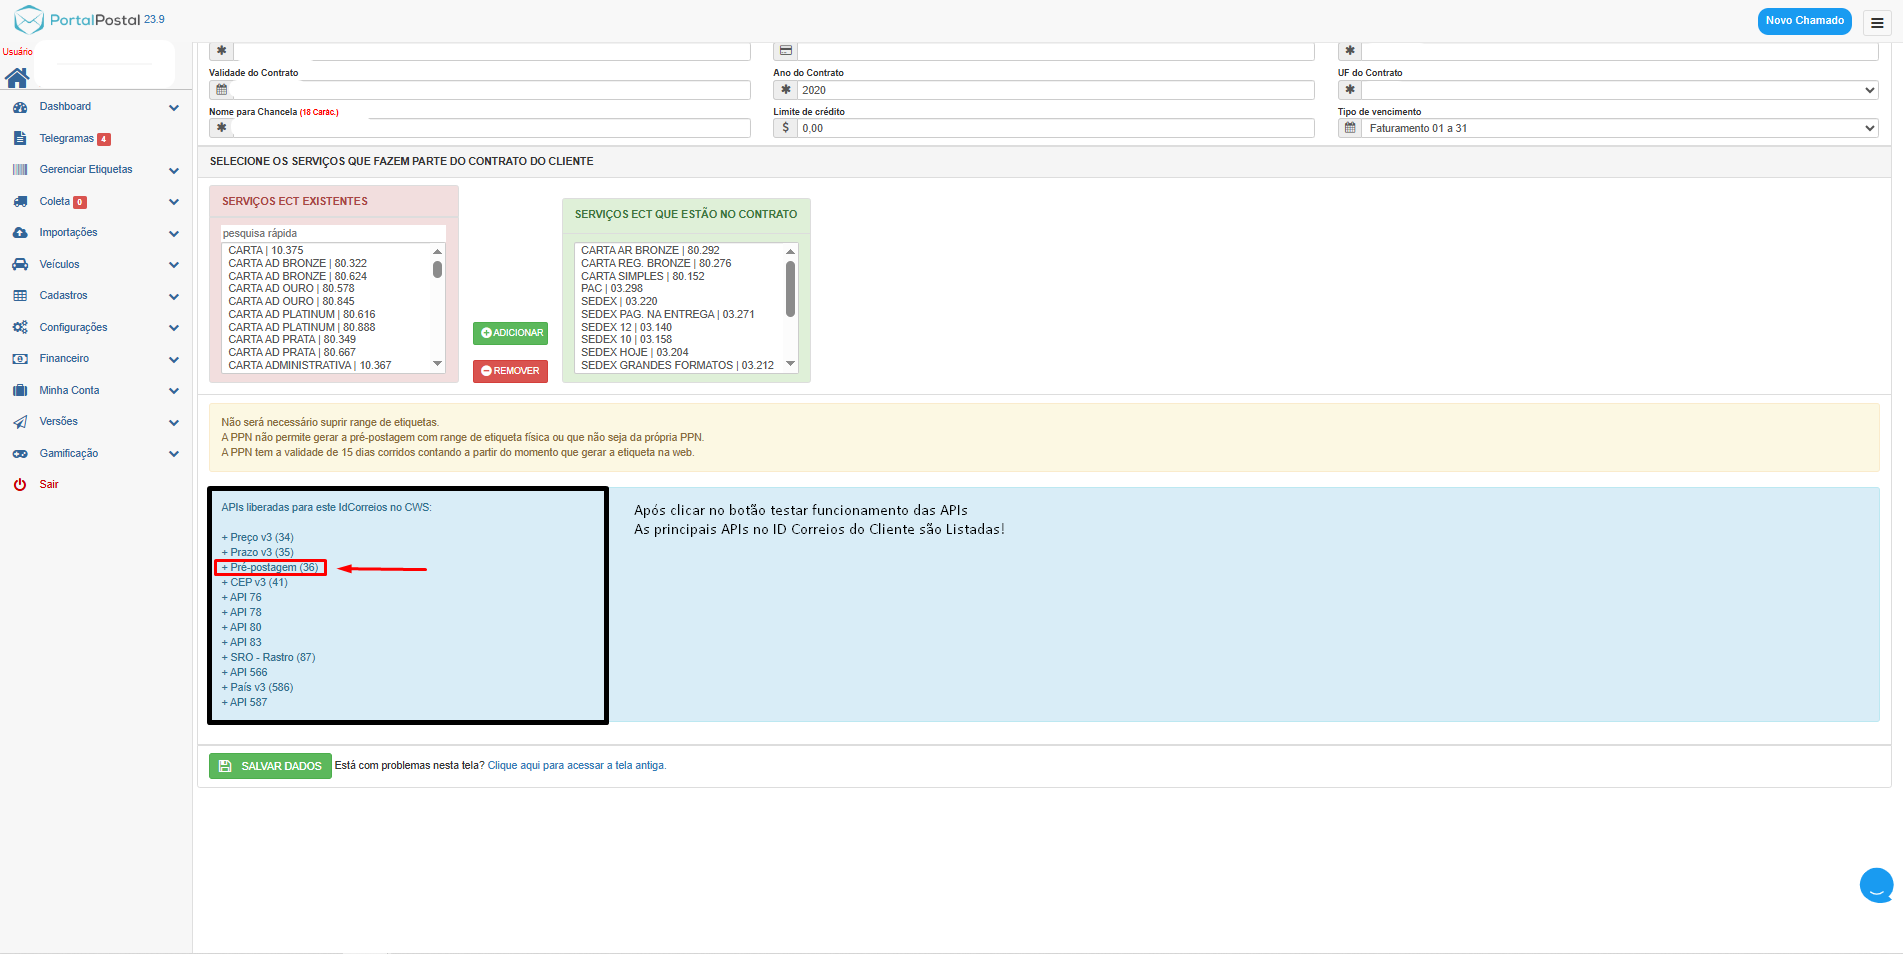 PortalPostal 23.9
Novo Chamado
Usuário
Dashboard
Telegramas 4
Gerenciar Etiquetas
Coleta 0
Importações
Veículos
Cadastros
Configurações
Financeiro
Minha Conta
Versões
Gamificação
Sair
Validade do Contrato
Ano do Contrato
2020
UF do Contrato
Nome para Chancela (18 Carác.)
Limite de crédito
$ 0,00
Tipo de vencimento
Faturamento 01 a 31
SELECIONE OS SERVIÇOS QUE FAZEM PARTE DO CONTRATO DO CLIENTE
SERVIÇOS ECT EXISTENTES
pesquisa rápida
CARTA | 10.375
CARTA AD BRONZE | 80.322
CARTA AD BRONZE | 80.624
CARTA AD OURO | 80.578
CARTA AD OURO | 80.845
CARTA AD PLATINUM | 80.616
CARTA AD PLATINUM | 80.888
CARTA AD PRATA | 80.349
CARTA AD PRATA | 80.667
CARTA ADMINISTRATIVA | 10.367
ADICIONAR
REMOVER
SERVIÇOS ECT QUE ESTÃO NO CONTRATO
CARTA AR BRONZE | 80.292
CARTA REG. BRONZE | 80.276
CARTA SIMPLES | 80.152
PAC | 03.298
SEDEX | 03.220
SEDEX PAG. NA ENTREGA | 03.271
SEDEX 12 | 03.140
SEDEX 10 | 03.158
SEDEX HOJE | 03.204
SEDEX GRANDES FORMATOS | 03.212
Não será necessário suprir range de etiquetas.
A PPN não permite gerar a pré-postagem com range de etiqueta física ou que não seja da própria PPN.
A PPN tem a validade de 15 dias corridos contando a partir do momento que gerar a etiqueta na web.
APIs liberadas para este IdCorreios no CWS:
+ Preço v3 (34)
+ Prazo v3 (35)
+ Pré-postagem (36)
+ CEP v3 (41)
+ API 76
+ API 78
+ API 80
+ API 83
+ SRO - Rastro (87)
+ API 566
+ País v3 (586)
+ API 587
Após clicar no botão testar funcionamento das APIs
As principais APIs no ID Correios do Cliente são Listadas!
SALVAR DADOS Está com problemas nesta tela? Clique aqui para acessar a tela antiga.